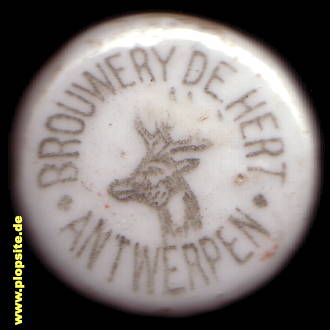 BROUWERY DE HERT
• ANTWERPEN •
www.plopsite.de